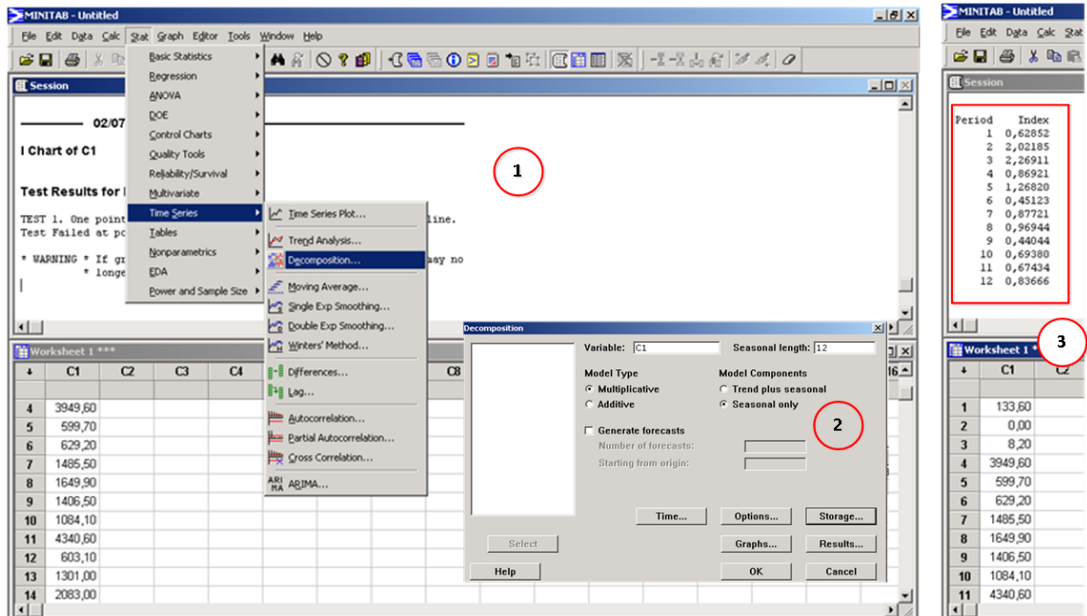 MINITAB - Untitled
File Edit Data Calc Stat Graph Editor Tools Window Help
Session
02/07
I Chart of C1
Test Results for I
TEST 1. One point line.
Test Failed at po
* WARNING * If gr may no
* longe
Basic Statistics
Regression
ANOVA
DOE
Control Charts
Quality Tools
Reliability/Survival
Multivariate
Time Series
Tables
Nonparametrics
EDA
Power and Sample Size
Time Series Plot...
Trend Analysis...
Decomposition...
Moving Average...
Single Exp Smoothing...
Double Exp Smoothing...
Winters' Method...
Differences...
Lag...
Autocorrelation...
Partial Autocorrelation...
Cross Correlation...
ARIMA...
1
Worksheet 1 ***
C1 C2 C3 C4 C8 16
4 3949,60
5 599,70
6 629,20
7 1485,50
8 1649,90
9 1406,50
10 1084,10
11 4340,60
12 603,10
13 1301,00
14 2083,00
Decomposition
Variable: C1 Seasonal length: 12
Model Type Model Components
Multiplicative Trend plus seasonal
Additive Seasonal only
Generate forecasts
Number of forecasts:
Starting from origin:
Time... Options... Storage...
Select Graphs... Results...
Help OK Cancel
2
MINITAB - Untitled
File Edit Data Calc Stat
Session
Period Index
1 0,62852
2 2,02185
3 2,26911
4 0,86921
5 1,26820
6 0,45123
7 0,87721
8 0,96944
9 0,44044
10 0,69380
11 0,67434
12 0,83666
3
Worksheet 1 *
C1 C2
1 133,60
2 0,00
3 8,20
4 3949,60
5 599,70
6 629,20
7 1485,50
8 1649,90
9 1406,50
10 1084,10
11 4340,60